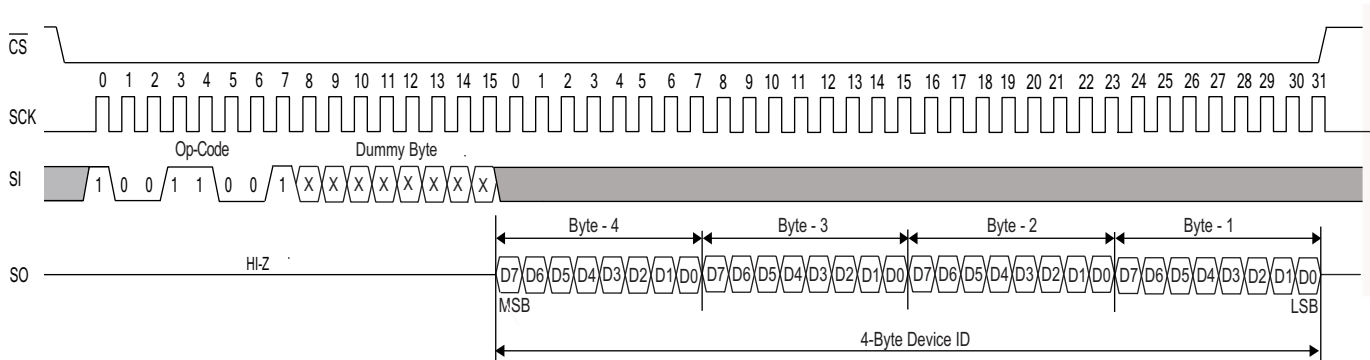 CS
0 1 2 3 4 5 6 7 8 9 10 11 12 13 14 15 0 1 2 3 4 5 6 7 8 9 10 11 12 13 14 15 16 17 18 19 20 21 22 23 24 25 26 27 28 29 30 31
SCK
Op-Code Dummy Byte
SI 1 0 0 1 1 0 0 1 X X X X X X X X
Byte - 4 Byte - 3 Byte - 2 Byte - 1
SO HI-Z D7 D6 D5 D4 D3 D2 D1 D0 D7 D6 D5 D4 D3 D2 D1 D0 D7 D6 D5 D4 D3 D2 D1 D0 D7 D6 D5 D4 D3 D2 D1 D0
MSB LSB
4-Byte Device ID